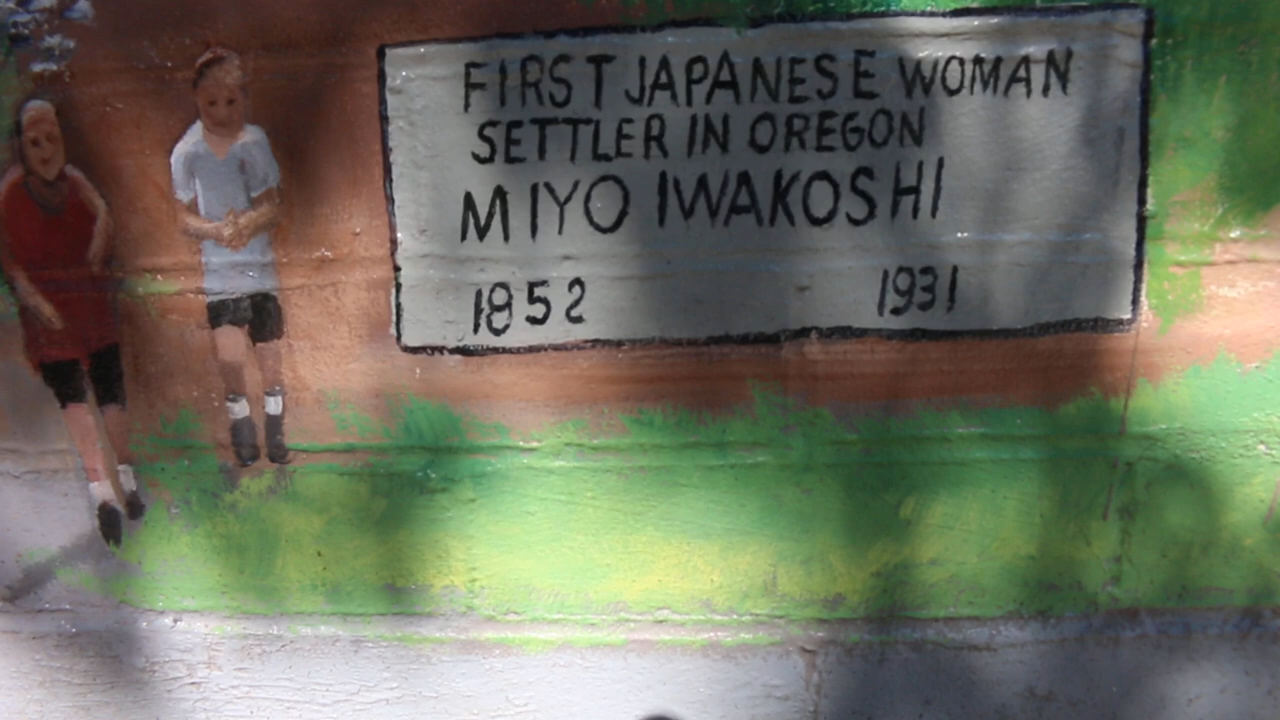 FIRST JAPANESE WOMAN
SETTLER IN OREGON
MIYO IWAKOSHI
1852 1931